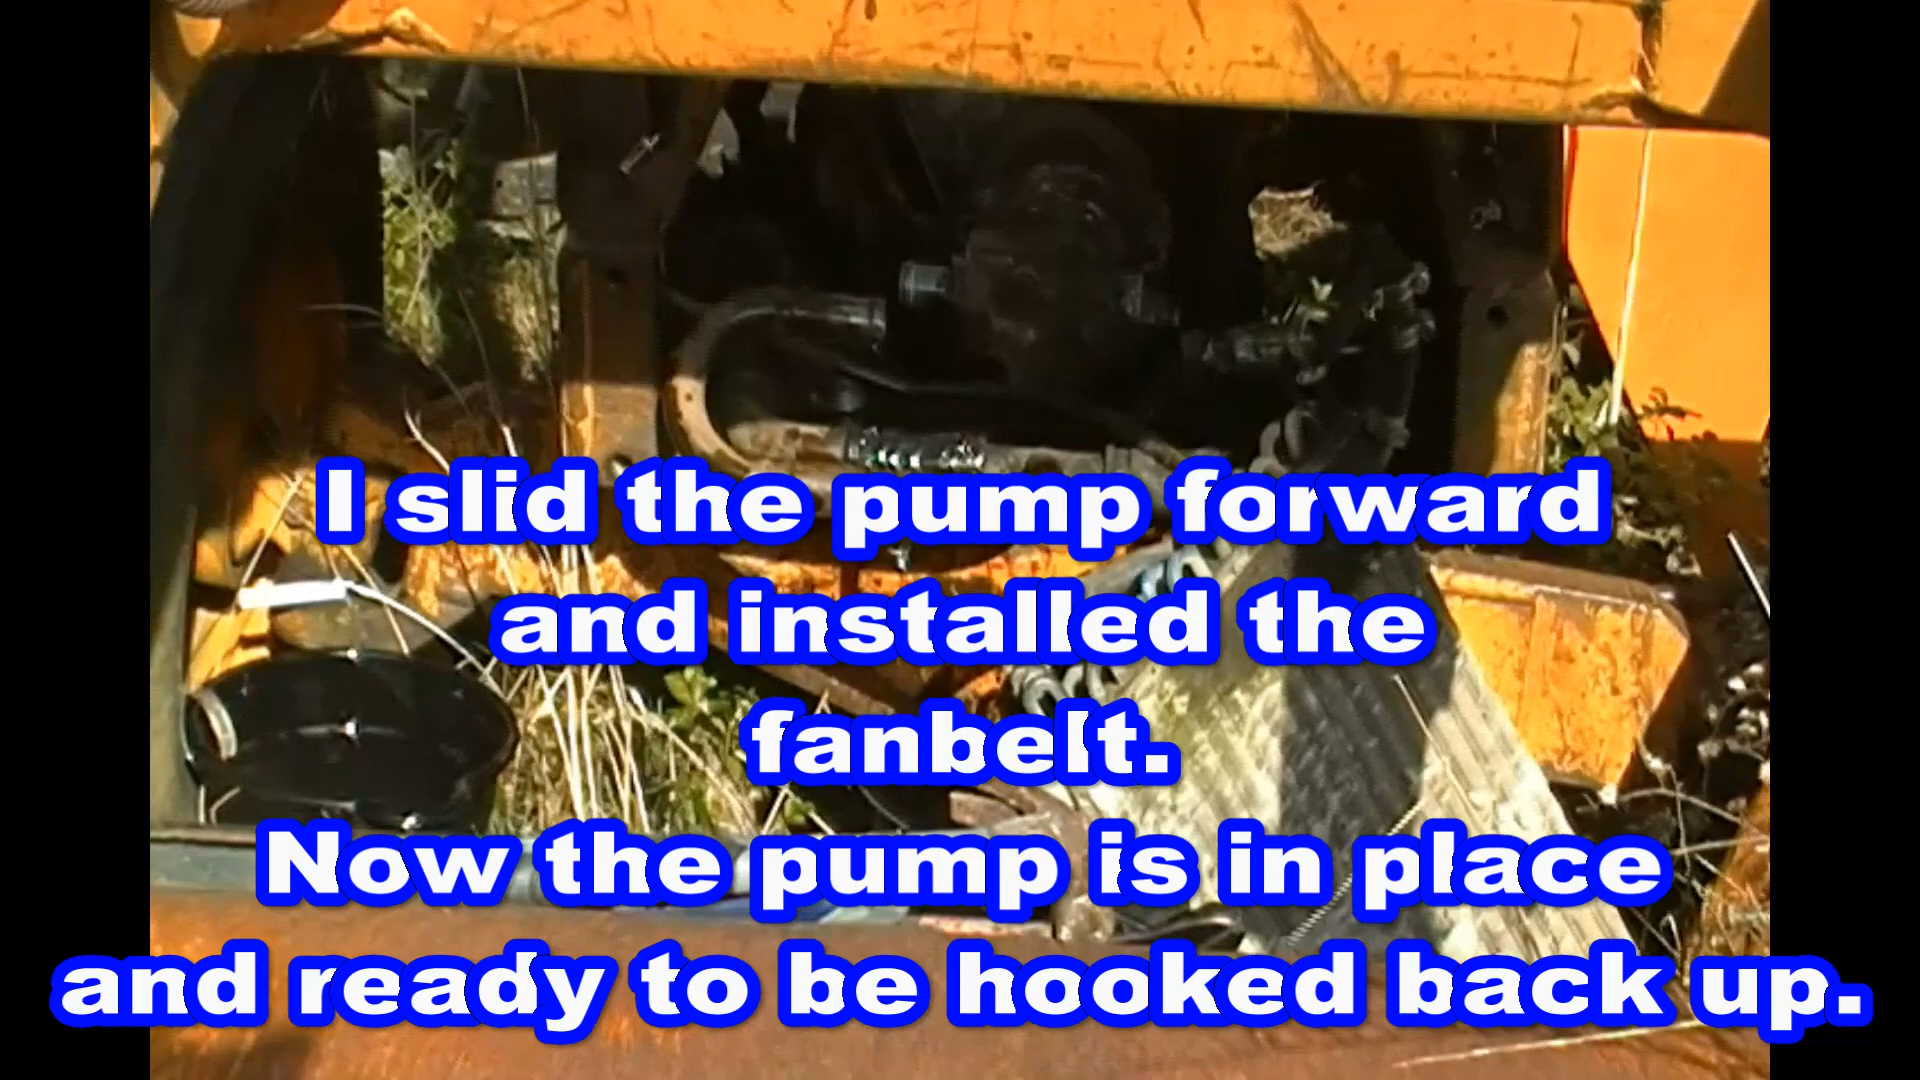 I slid the pump forward
and installed the
fanbelt.
Now the pump is in place
and ready to be hooked back up.